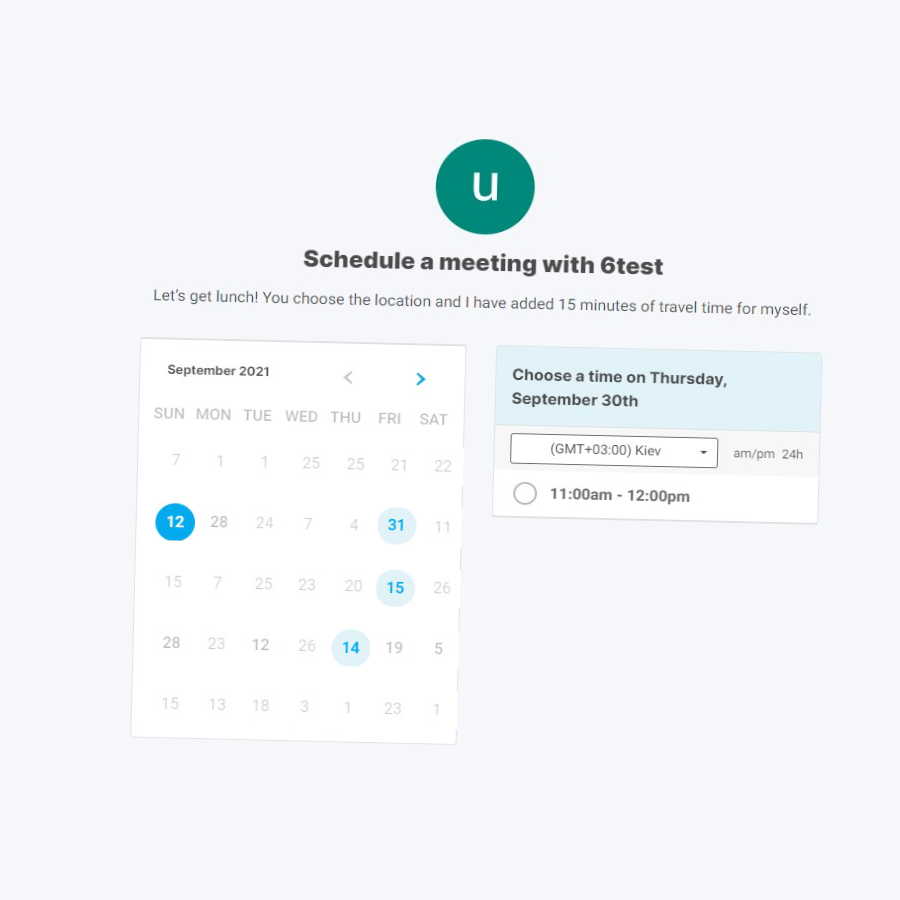 u
Schedule a meeting with 6test
Let's get lunch! You choose the location and I have added 15 minutes of travel time for myself.
September 2021
SUN MON TUE WED THU FRI SAT
7 1 1 25 25 21 22
12 28 24 7 4 31 11
15 7 25 23 20 15 26
28 23 12 26 14 19 5
15 13 18 3 1 23 1
Choose a time on Thursday,
September 30th
(GMT+03:00) Kiev am/pm 24h
11:00am - 12:00pm